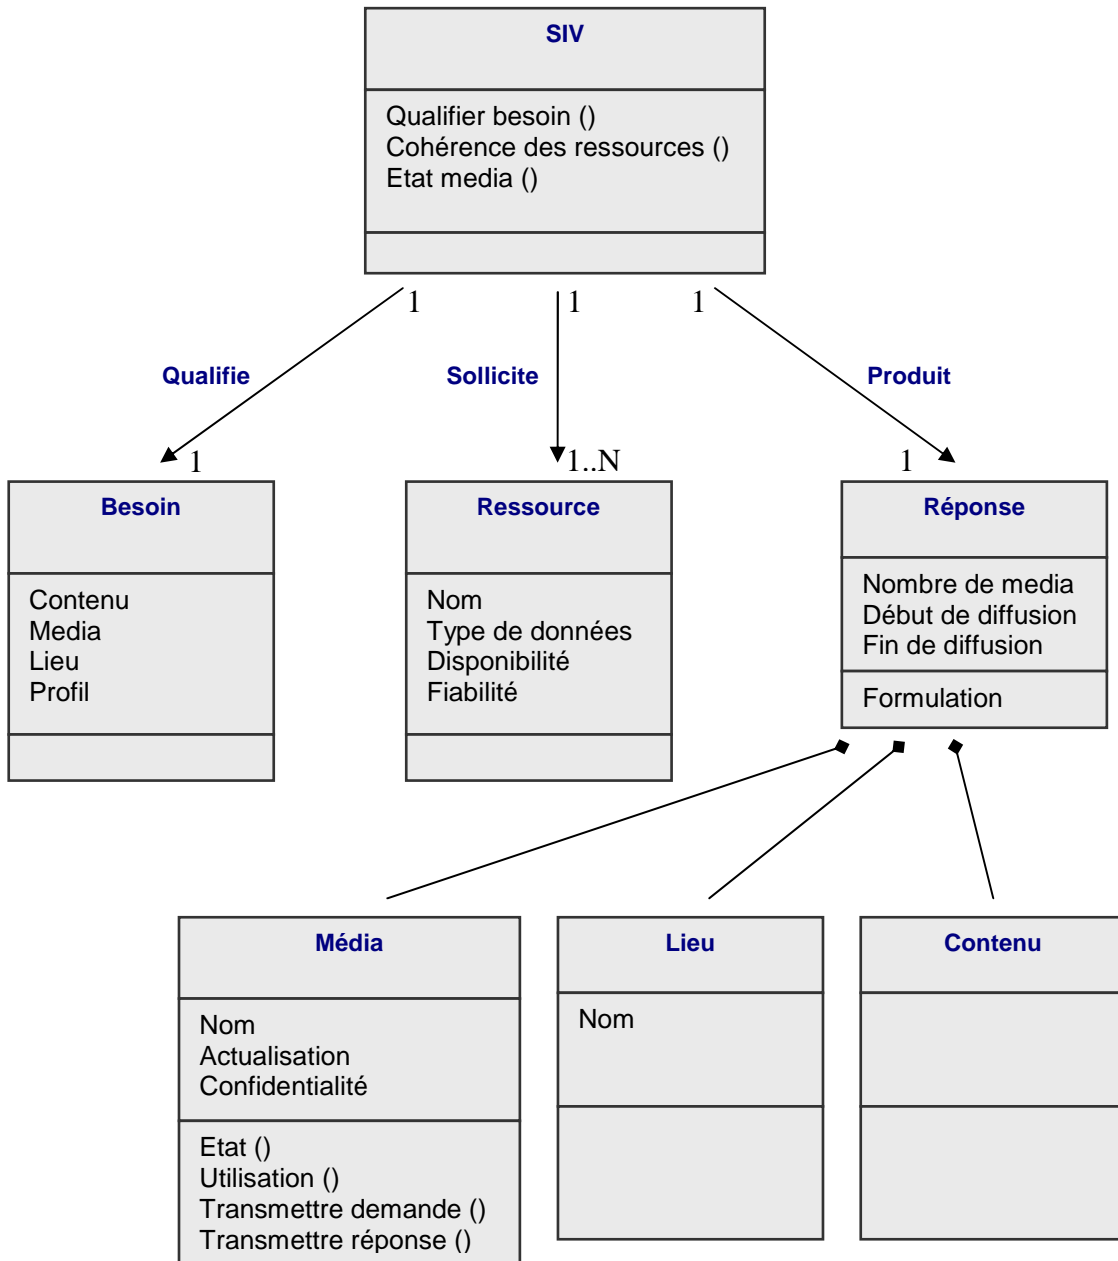 SIV
Qualifier besoin ()
Cohérence des ressources ()
Etat media ()
1
1
1
Qualifie
Sollicite
Produit
1
1..N
1
Besoin
Contenu
Media
Lieu
Profil
Ressource
Nom
Type de données
Disponibilité
Fiabilité
Réponse
Nombre de media
Début de diffusion
Fin de diffusion
Formulation
Média
Nom
Actualisation
Confidentialité
Etat ()
Utilisation ()
Transmettre demande ()
Transmettre réponse ()
Lieu
Nom
Contenu